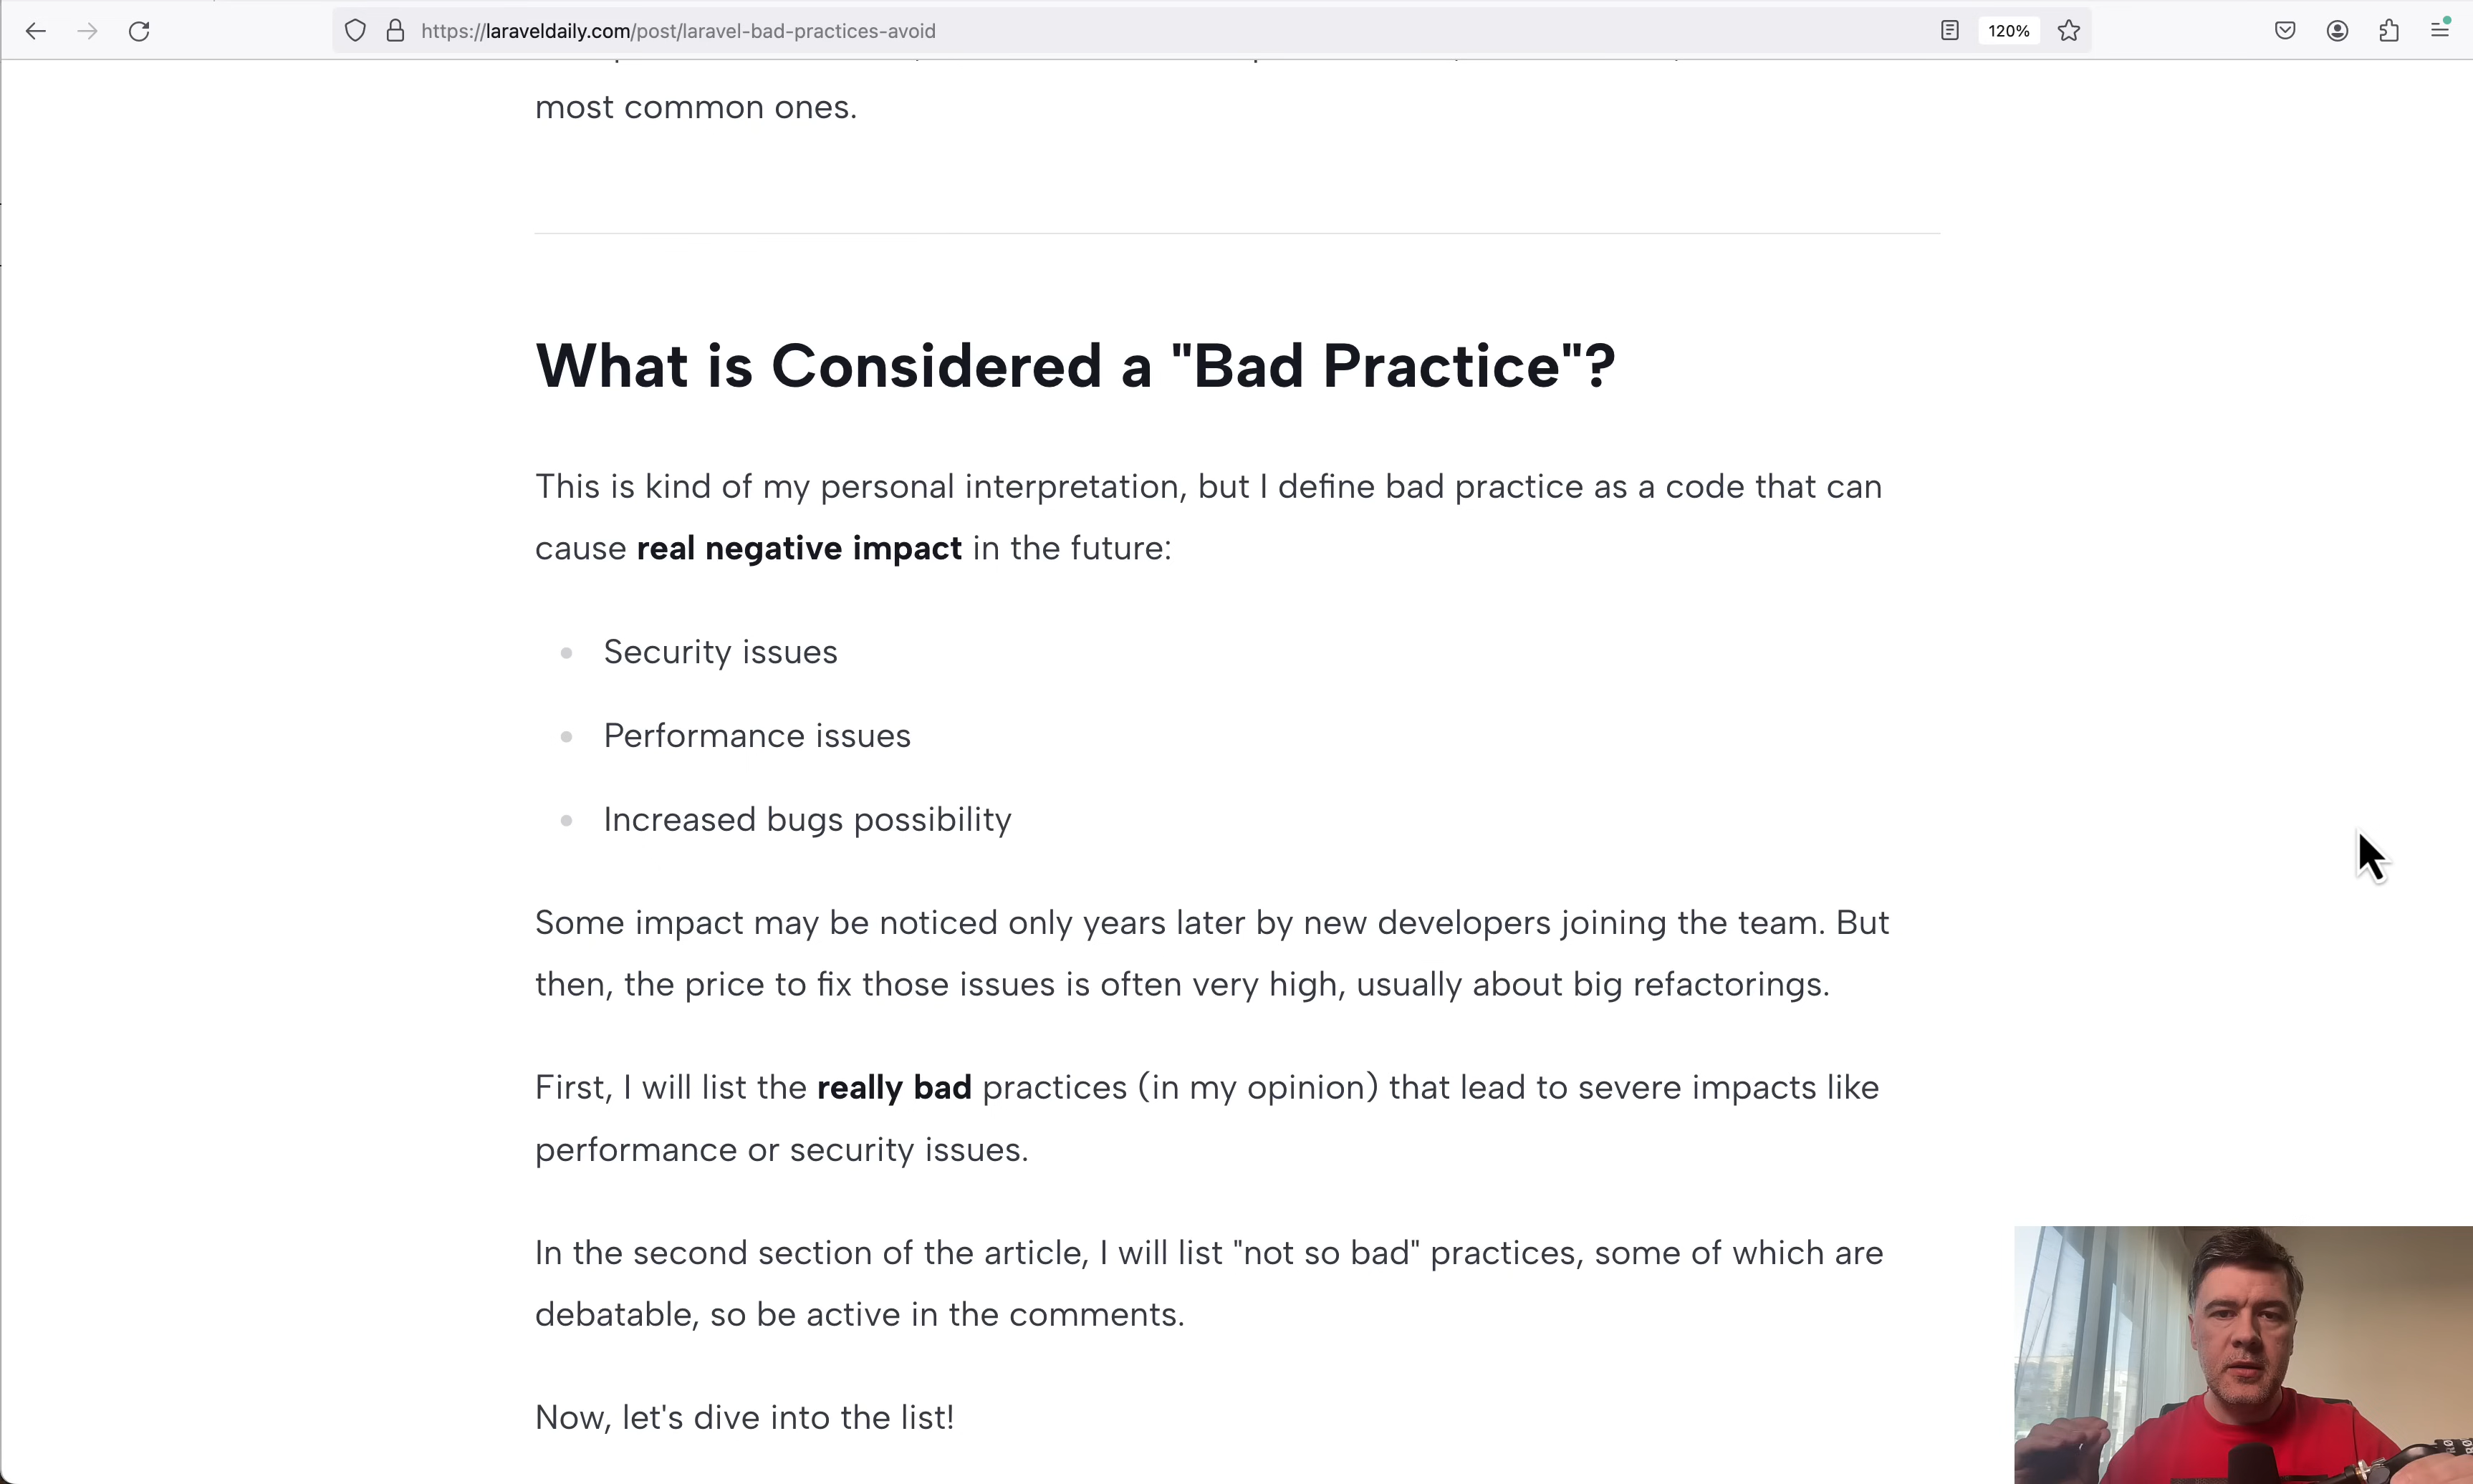 https://laraveldaily.com/post/laravel-bad-practices-avoid
120%
most common ones.
What is Considered a "Bad Practice"?
This is kind of my personal interpretation, but I define bad practice as a code that can
cause real negative impact in the future:
Security issues
Performance issues
Increased bugs possibility
Some impact may be noticed only years later by new developers joining the team. But
then, the price to fix those issues is often very high, usually about big refactorings.
First, I will list the really bad practices (in my opinion) that lead to severe impacts like
performance or security issues.
In the second section of the article, I will list "not so bad" practices, some of which are
debatable, so be active in the comments.
Now, let's dive into the list!